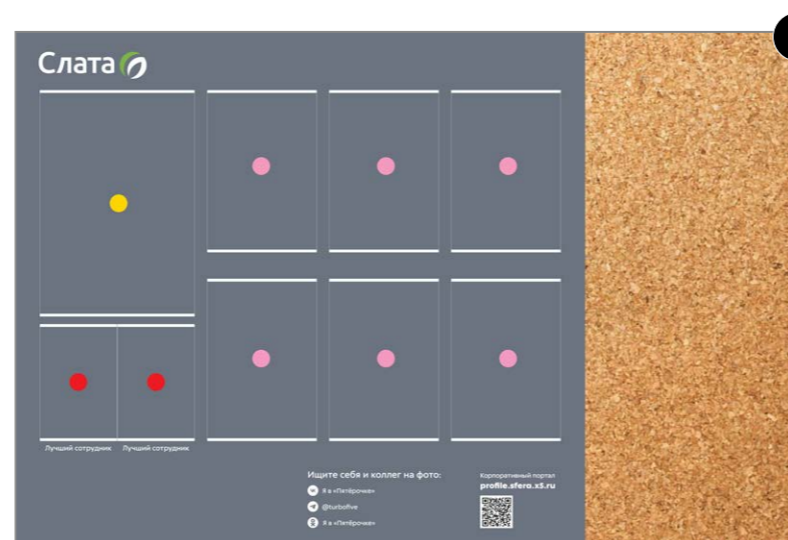 Слата
Лучший сотрудник
Лучший сотрудник
Ищите себя и коллег на фото:
Я в «Пятёрочке»
@turbofive
Я в «Пятёрочке»
Корпоративный портал
profile.sfera.x5.ru